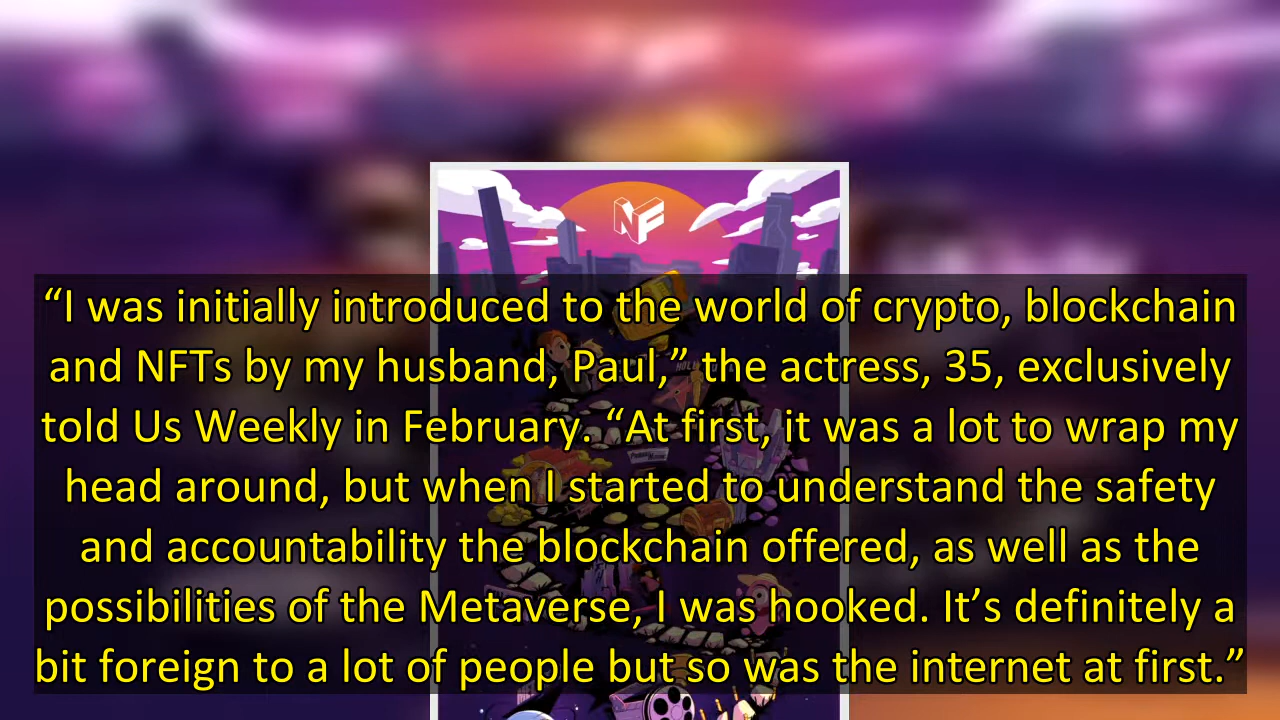 NF
“I was initially introduced to the world of crypto, blockchain
and NFTs by my husband, Paul,” the actress, 35, exclusively
told Us Weekly in February. “At first, it was a lot to wrap my
head around, but when I started to understand the safety
and accountability the blockchain offered, as well as the
possibilities of the Metaverse, I was hooked. It’s definitely a
bit foreign to a lot of people but so was the internet at first.”